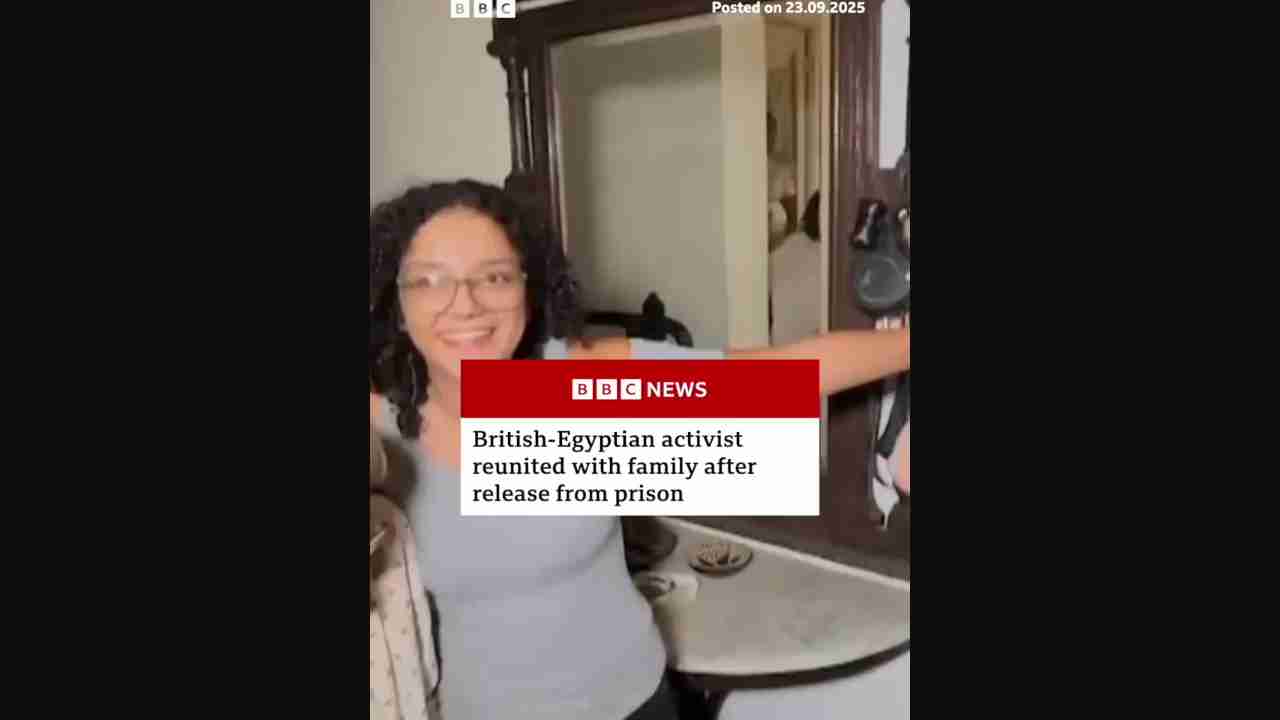 BBC
Posted on 23.09.2025
BBC NEWS
British-Egyptian activist
reunited with family after
release from prison